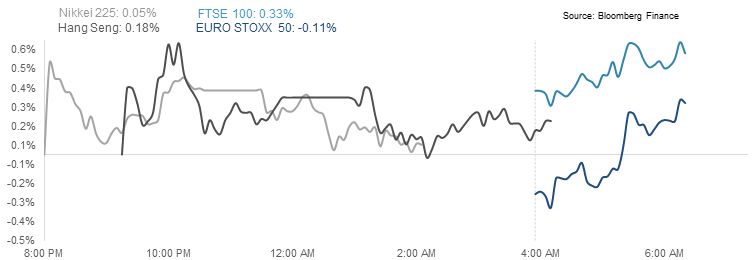 Nikkei 225: 0.05%
FTSE 100: 0.33%
Source: Bloomberg Finance
Hang Seng: 0.18%
EURO STOXX 50: -0.11%
0.6%
0.5%
0.4%
0.3%
0.2%
0.1%
-0.1%
-0.2%
-0.3%
-0.4%
-0.5%
8:00 PM
10:00 PM
12:00 AM
2:00 AM
4:00 AM
6:00 AM